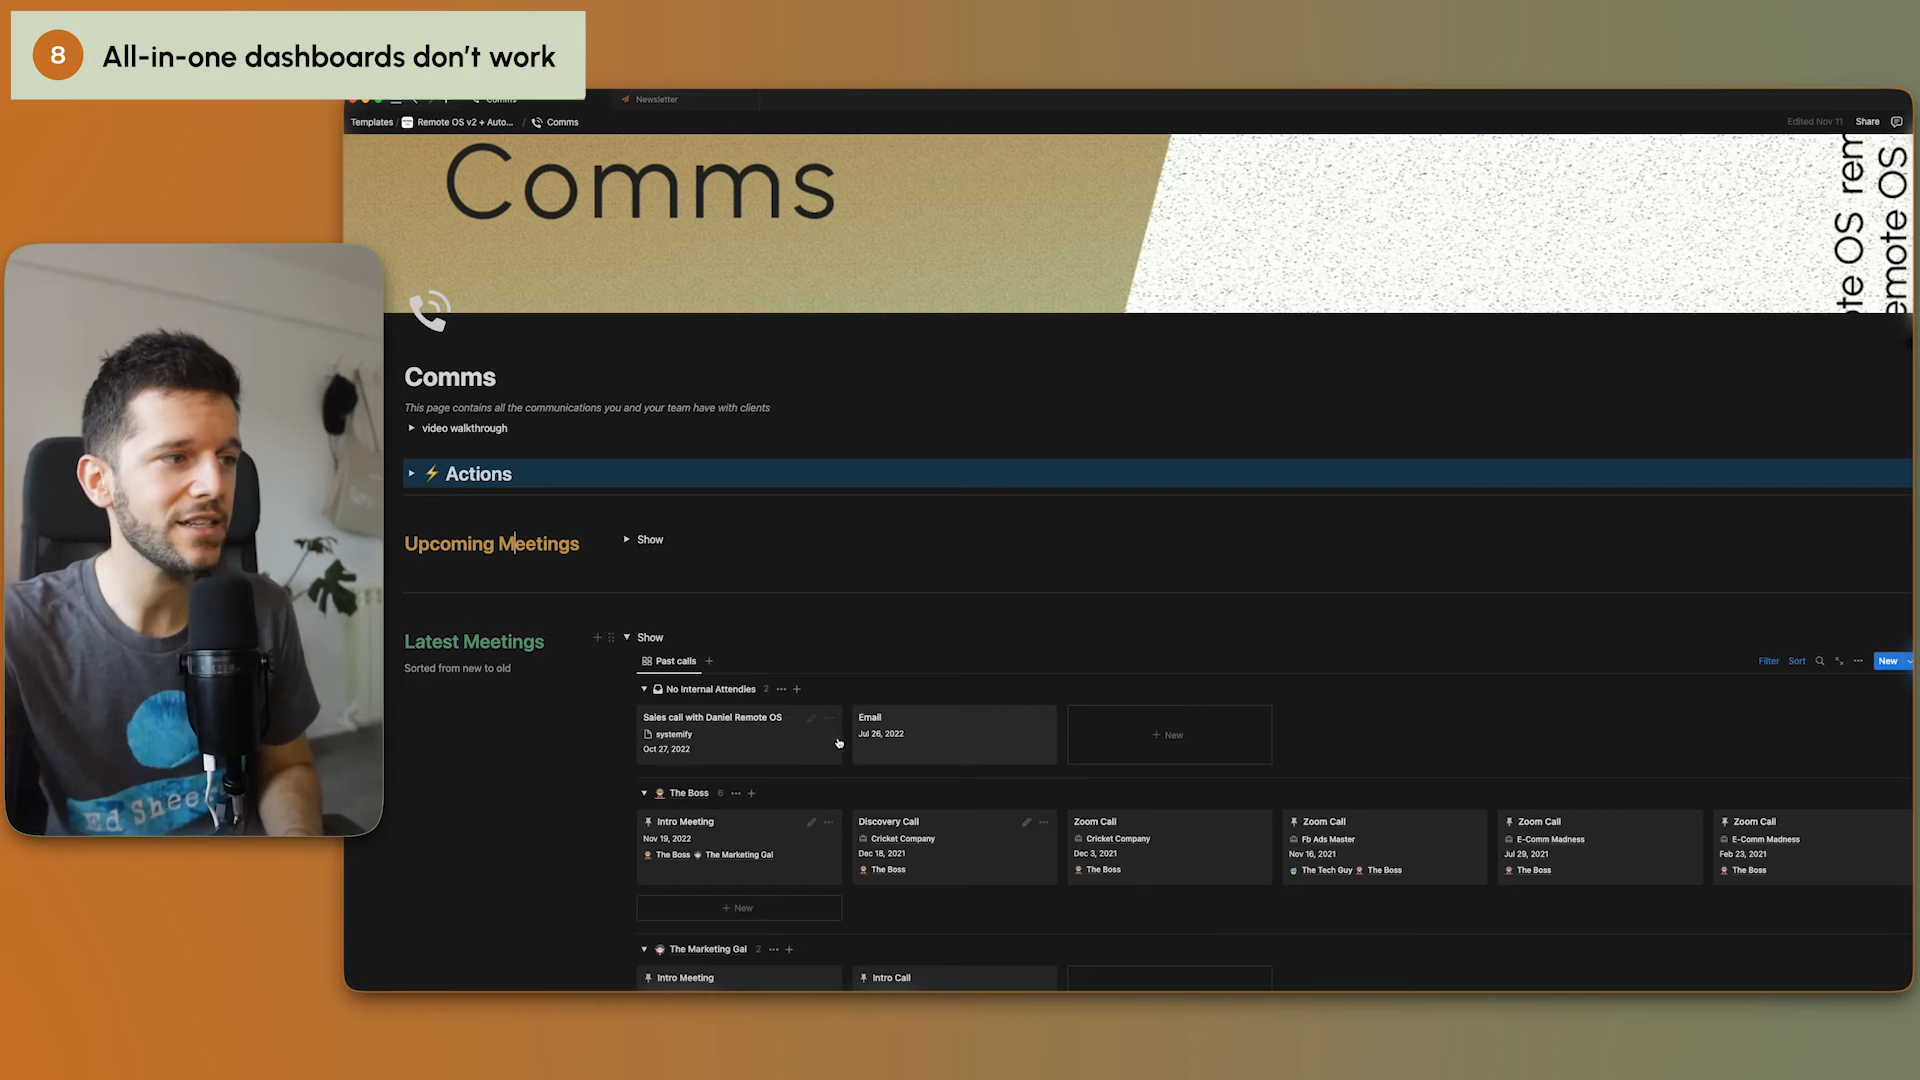 8 All-in-one dashboards don't work
Comms
Newsletter
Templates / Remote OS v2 + Auto... / Comms
Edited Nov 11 Share
Comms
Remote OS
Comms
This page contains all the communications you and your team have with clients
video walkthrough
⚡ Actions
Upcoming Meetings
Show
Latest Meetings
Sorted from new to old
Show
Past calls
Filter Sort New
No Internal Attendies 2
Sales call with Daniel Remote OS
systemify
Oct 27, 2022
Email
Jul 26, 2022
+ New
The Boss 6
Intro Meeting
Nov 19, 2022
The Boss The Marketing Gal
Discovery Call
Cricket Company
Dec 18, 2021
The Boss
Zoom Call
Cricket Company
Dec 3, 2021
The Boss
Zoom Call
Fb Ads Master
Nov 16, 2021
The Tech Guy The Boss
Zoom Call
E-Comm Madness
Jul 29, 2021
The Boss
Zoom Call
E-Comm Madness
Feb 23, 2021
The Boss
+ New
The Marketing Gal 2
Intro Meeting
Intro Call
Ed Sheer